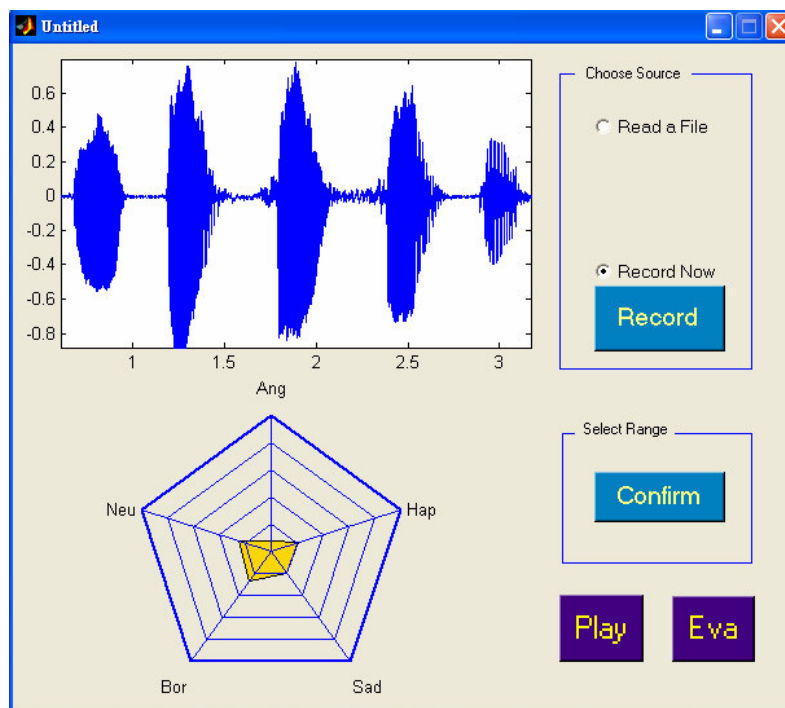 Untitled
0.6
0.4
0.2
0
-0.2
-0.4
-0.6
-0.8
1 1.5 2 2.5 3
Choose Source
Read a File
Record Now
Record
Ang
Neu
Hap
Bor
Sad
Select Range
Confirm
Play
Eva